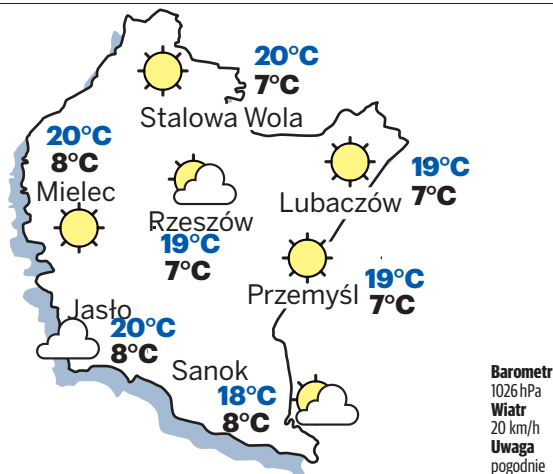 20°C
7°C
Stalowa Wola
20°C
8°C
Mielec
19°C
7°C
Lubaczów
Rzeszów
19°C
7°C
19°C
7°C
Przemyśl
Jasło
20°C
8°C
Sanok
18°C
8°C
Barometr
1026 hPa
Wiatr
20 km/h
Uwaga
pogodnie